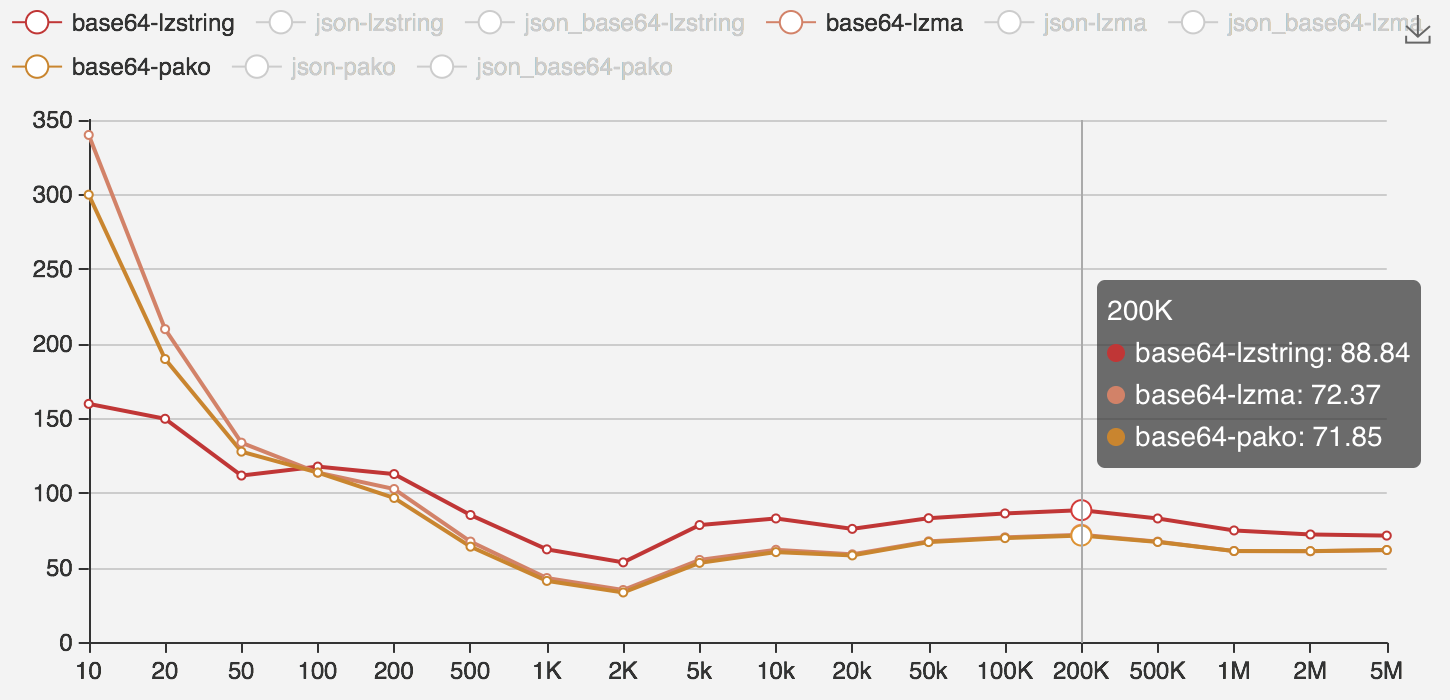 base64-lzstring json-lzstring json_base64-lzstring base64-lzma json-lzma json_base64-lzma
base64-pako json-pako json_base64-pako
350
300
250
200
150
100
50
0
200K
base64-lzstring: 88.84
base64-lzma: 72.37
base64-pako: 71.85
10 20 50 100 200 500 1K 2K 5k 10k 20k 50k 100K 200K 500K 1M 2M 5M